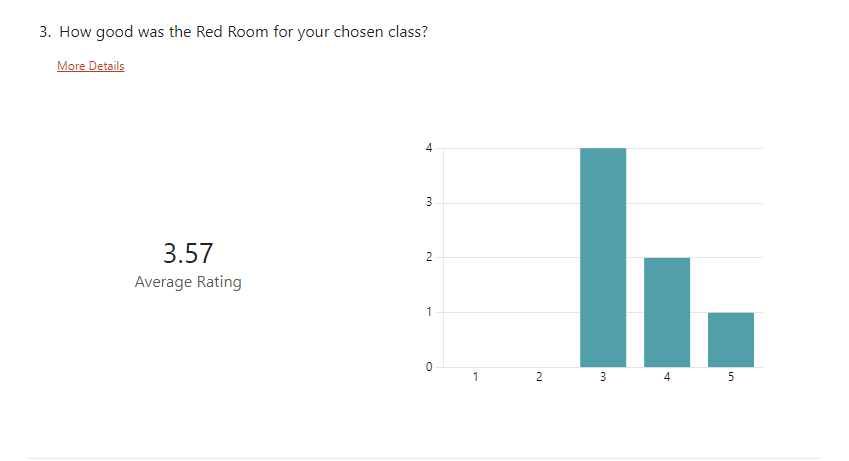 3. How good was the Red Room for your chosen class?
More Details
3.57
Average Rating
4
3
2
1
0
1 2 3 4 5